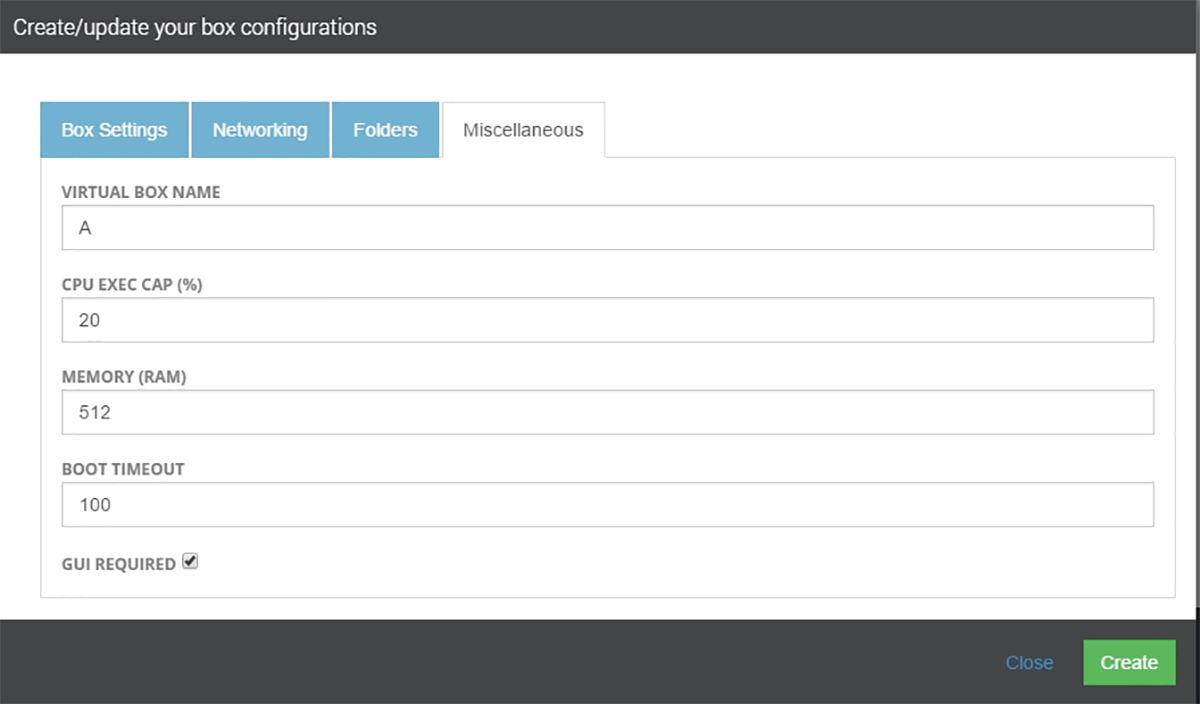 Create/update your box configurations
Box Settings Networking Folders Miscellaneous
VIRTUAL BOX NAME
A
CPU EXEC CAP (%)
20
MEMORY (RAM)
512
BOOT TIMEOUT
100
GUI REQUIRED
Close Create